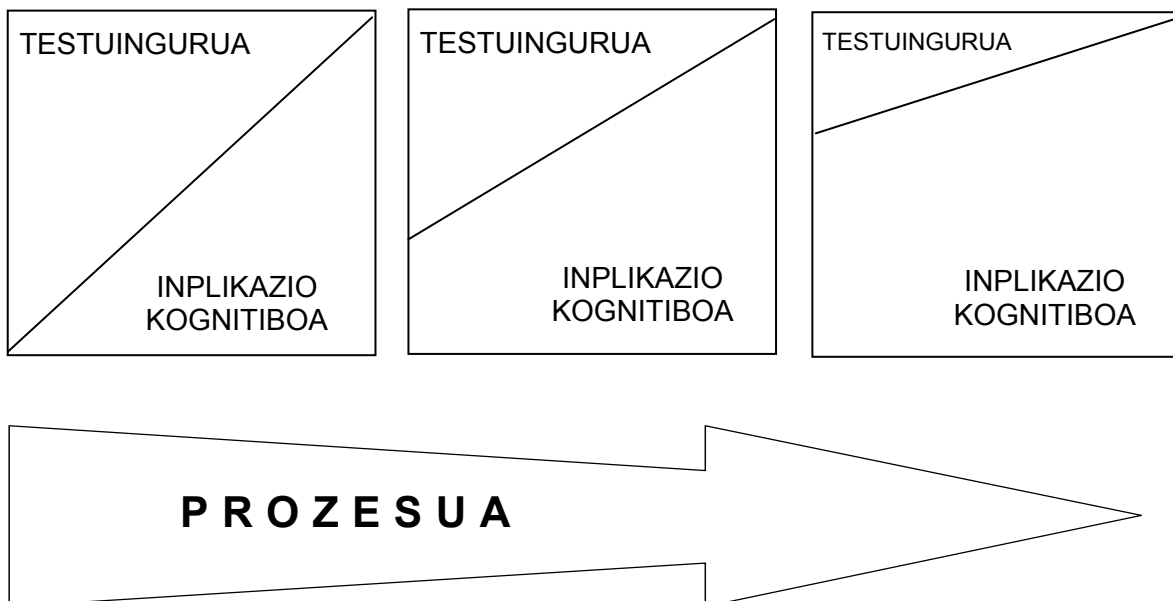 TESTUINGURUA
INPLIKAZIO
KOGNITIBOA
TESTUINGURUA
INPLIKAZIO
KOGNITIBOA
TESTUINGURUA
INPLIKAZIO
KOGNITIBOA
P R O Z E S U A